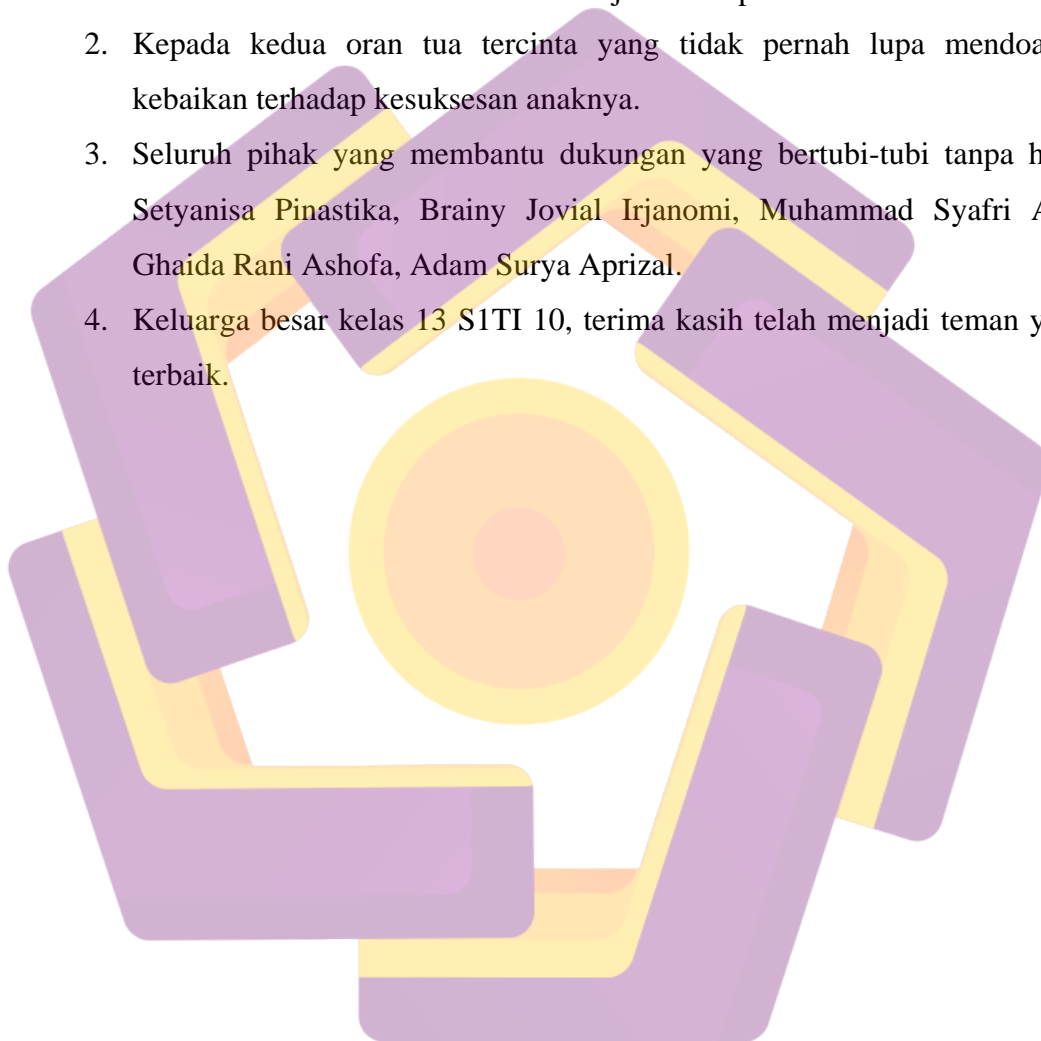 2. Kepada kedua oran tua tercinta yang tidak pernah lupa
kebaikan terhadap kesuksesan anaknya.
3. Seluruh pihak yang membantu dukungan yang bertubi-tubi tanpa
Setyanisa Pinastika, Brainy Jovial Irjanomi, Muhammad Syafri
Ghaida Rani Ashofa, Adam Surya Aprizal.
4. Keluarga besar kelas 13 S1TI 10, terima kasih telah menjadi teman
terbaik.